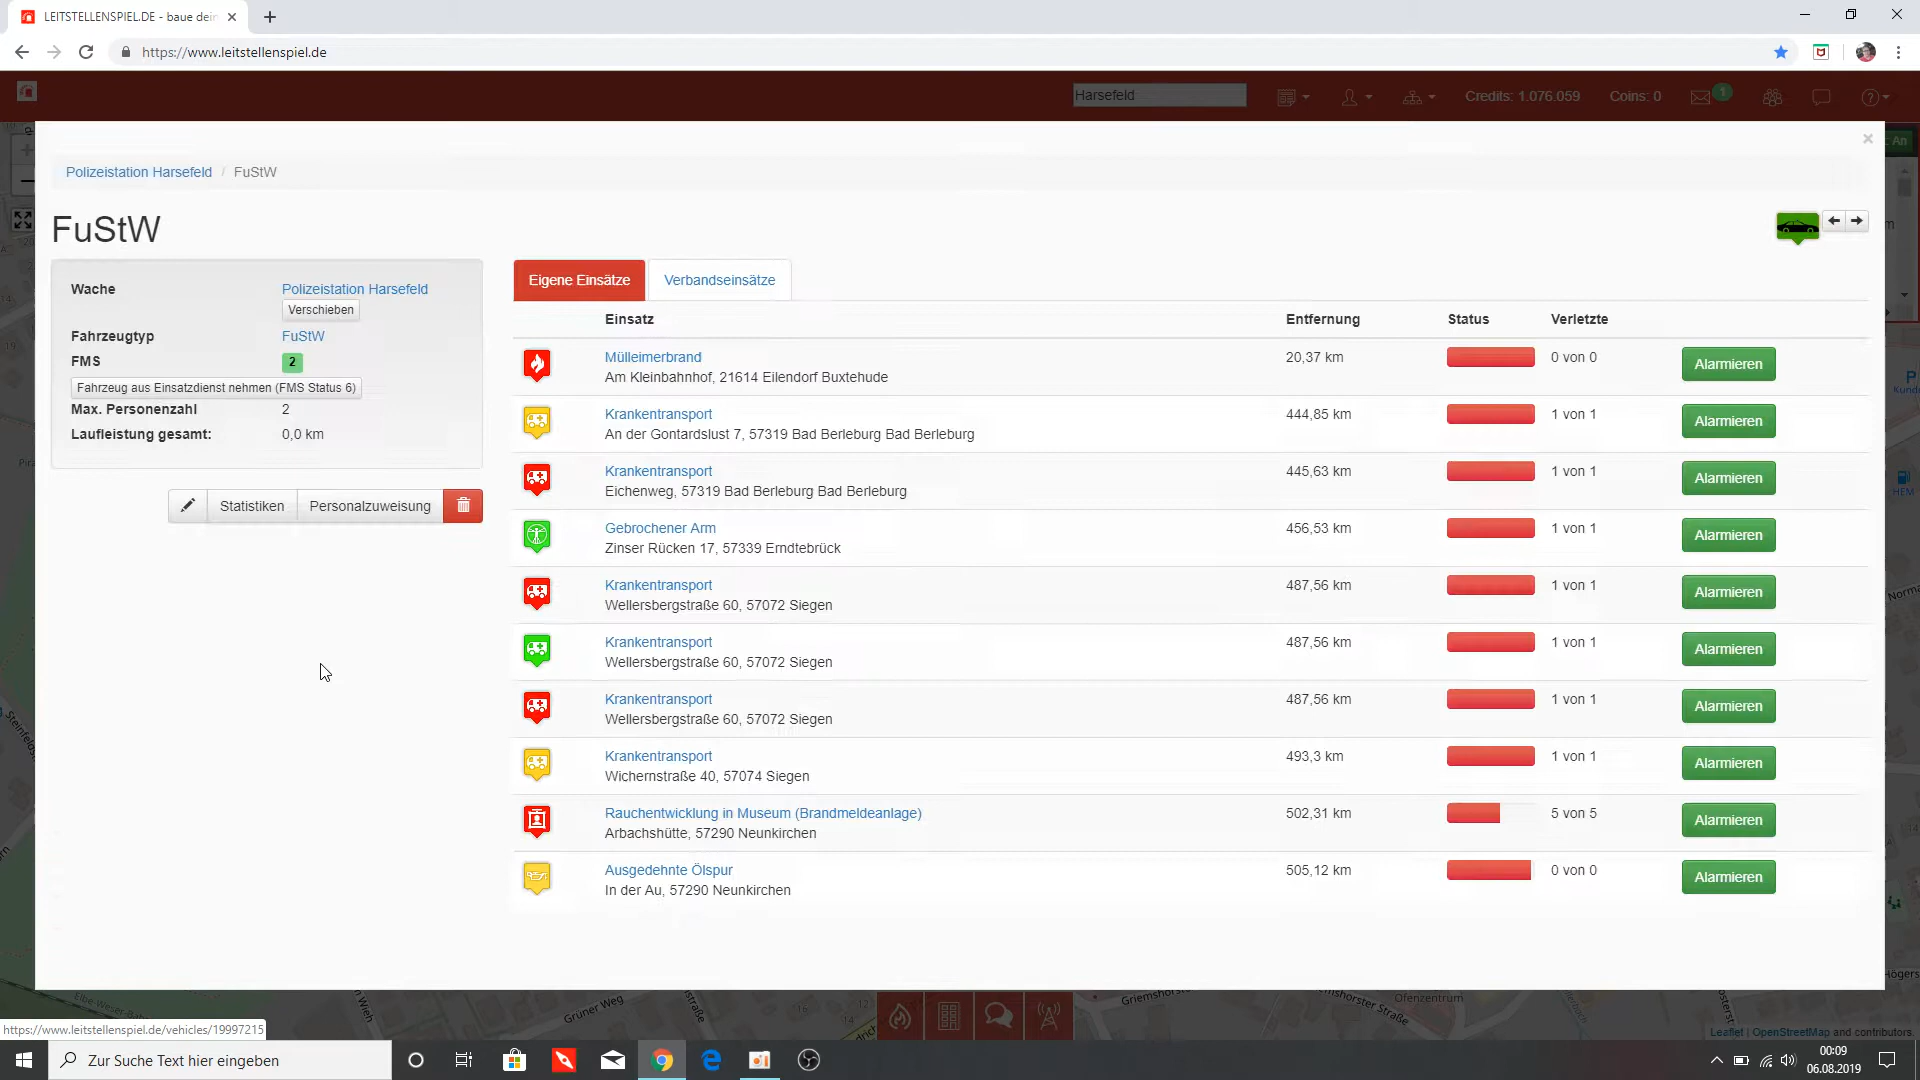 LEITSTELLENSPIEL.DE - baue dein
https://www.leitstellenspiel.de
Harsefeld
Credits: 1.076.059
Coins: 0
1
An
Polizeistation Harsefeld / FuStW
FuStW
Wache
Polizeistation Harsefeld
Verschieben
Fahrzeugtyp
FuStW
FMS
2
Fahrzeug aus Einsatzdienst nehmen (FMS Status 6)
Max. Personenzahl
2
Laufleistung gesamt:
0,0 km
Statistiken
Personalzuweisung
Eigene Einsätze
Verbandseinsätze
Einsatz Entfernung Status Verletzte
Mülleimerbrand 20,37 km 0 von 0 Alarmieren
Am Kleinbahnhof, 21614 Eilendorf Buxtehude
Krankentransport 444,85 km 1 von 1 Alarmieren
An der Gontardslust 7, 57319 Bad Berleburg Bad Berleburg
Krankentransport 445,63 km 1 von 1 Alarmieren
Eichenweg, 57319 Bad Berleburg Bad Berleburg
Gebrochener Arm 456,53 km 1 von 1 Alarmieren
Zinser Rücken 17, 57339 Erndtebrück
Krankentransport 487,56 km 1 von 1 Alarmieren
Wellersbergstraße 60, 57072 Siegen
Krankentransport 487,56 km 1 von 1 Alarmieren
Wellersbergstraße 60, 57072 Siegen
Krankentransport 487,56 km 1 von 1 Alarmieren
Wellersbergstraße 60, 57072 Siegen
Krankentransport 493,3 km 1 von 1 Alarmieren
Wichernstraße 40, 57074 Siegen
Rauchentwicklung in Museum (Brandmeldeanlage) 502,31 km 5 von 5 Alarmieren
Arbachshütte, 57290 Neunkirchen
Ausgedehnte Ölspur 505,12 km 0 von 0 Alarmieren
In der Au, 57290 Neunkirchen
Grüner Weg
Ofenzentrum
https://www.leitstellenspiel.de/vehicles/19997215
Leaflet | OpenStreetMap and contributors.
Zur Suche Text hier eingeben
00:09
06.08.2019